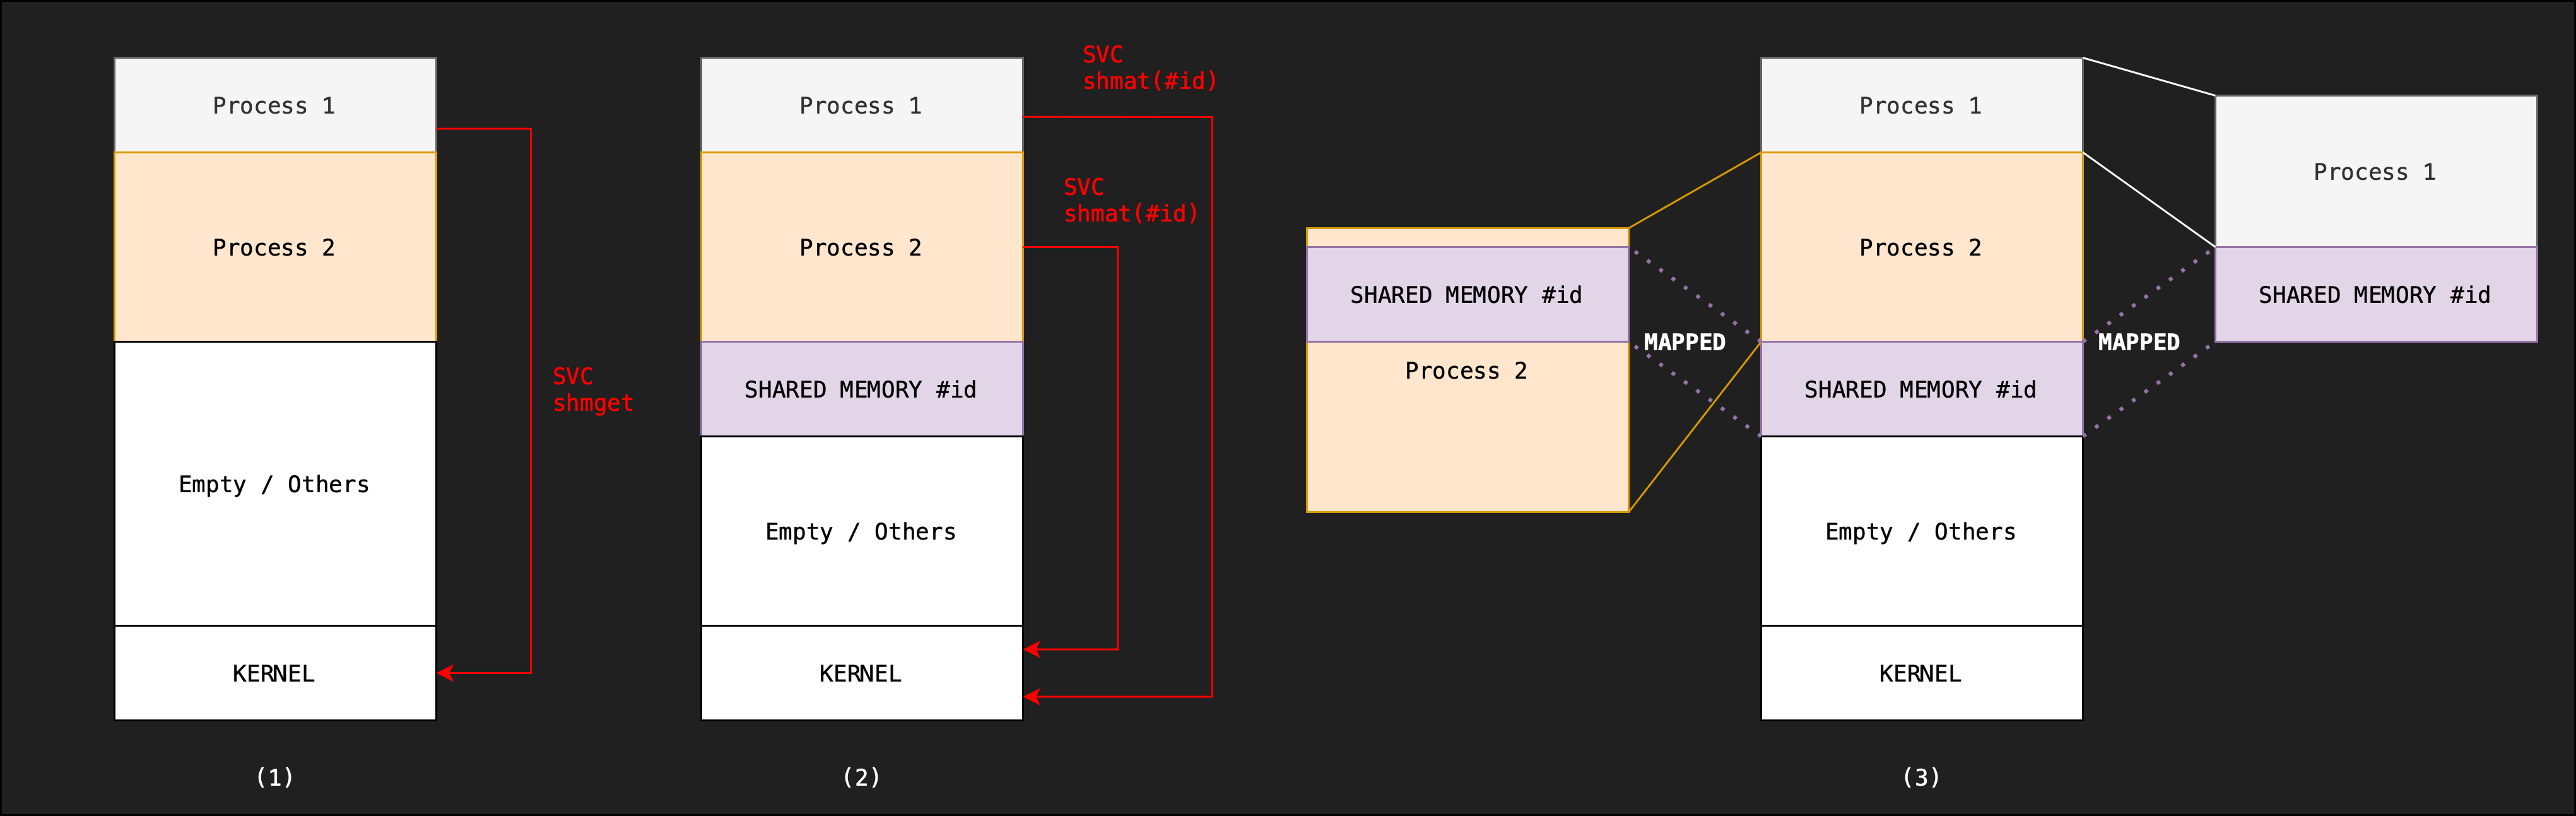 Process 1
Process 2
SVC
shmget
Empty / Others
KERNEL
(1)
SVC
shmat(#id)
Process 1
SVC
shmat(#id)
Process 2
SHARED MEMORY #id
Empty / Others
KERNEL
(2)
SHARED MEMORY #id
Process 2
MAPPED
Process 1
Process 2
SHARED MEMORY #id
Empty / Others
KERNEL
(3)
MAPPED
Process 1
SHARED MEMORY #id